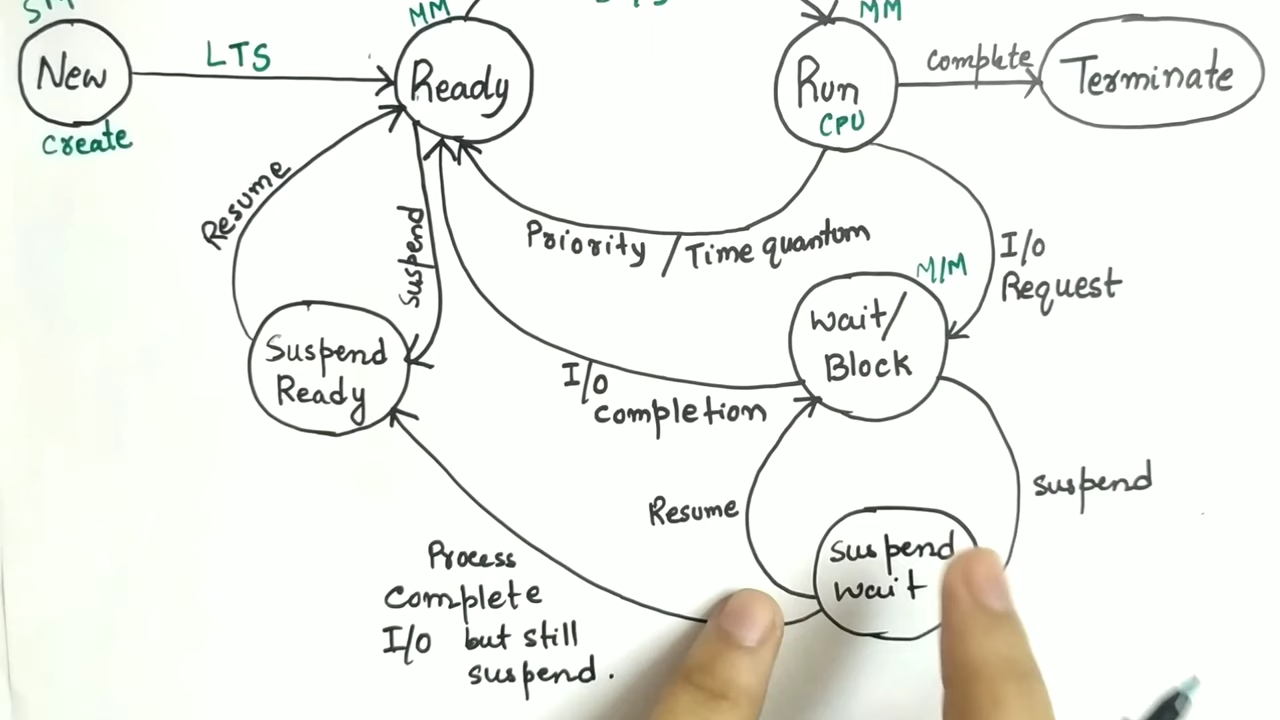 MM
MM
New
LTS
Ready
Run
CPU
complete
Terminate
create
Resume
suspend
Priority / Time quantum
I/O
Request
M/M
Wait/
Block
Suspend
Ready
I/O
completion
suspend
Resume
suspend
wait
Process
complete
I/O but still
suspend.